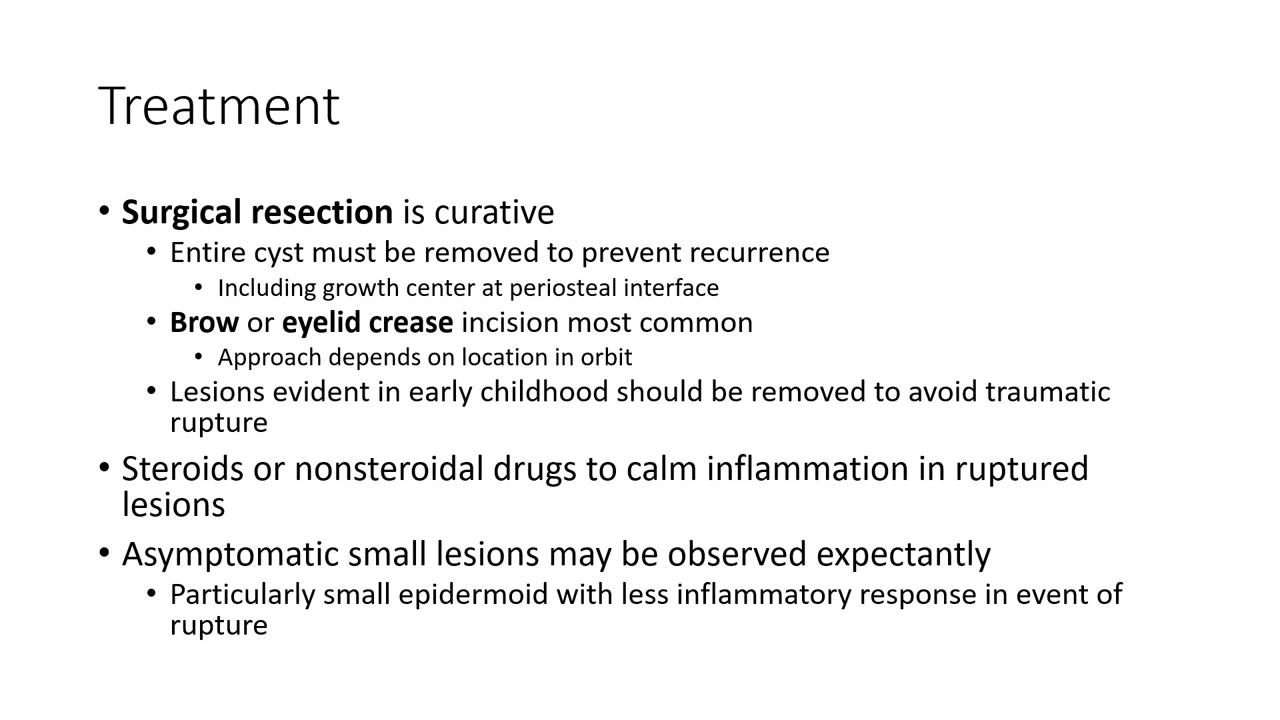 Treatment
• Surgical resection is curative
• Entire cyst must be removed to prevent recurrence
• Including growth center at periosteal interface
• Brow or eyelid crease incision most common
• Approach depends on location in orbit
• Lesions evident in early childhood should be removed to avoid traumatic
rupture
• Steroids or nonsteroidal drugs to calm inflammation in ruptured
lesions
• Asymptomatic small lesions may be observed expectantly
• Particularly small epidermoid with less inflammatory response in event of
rupture